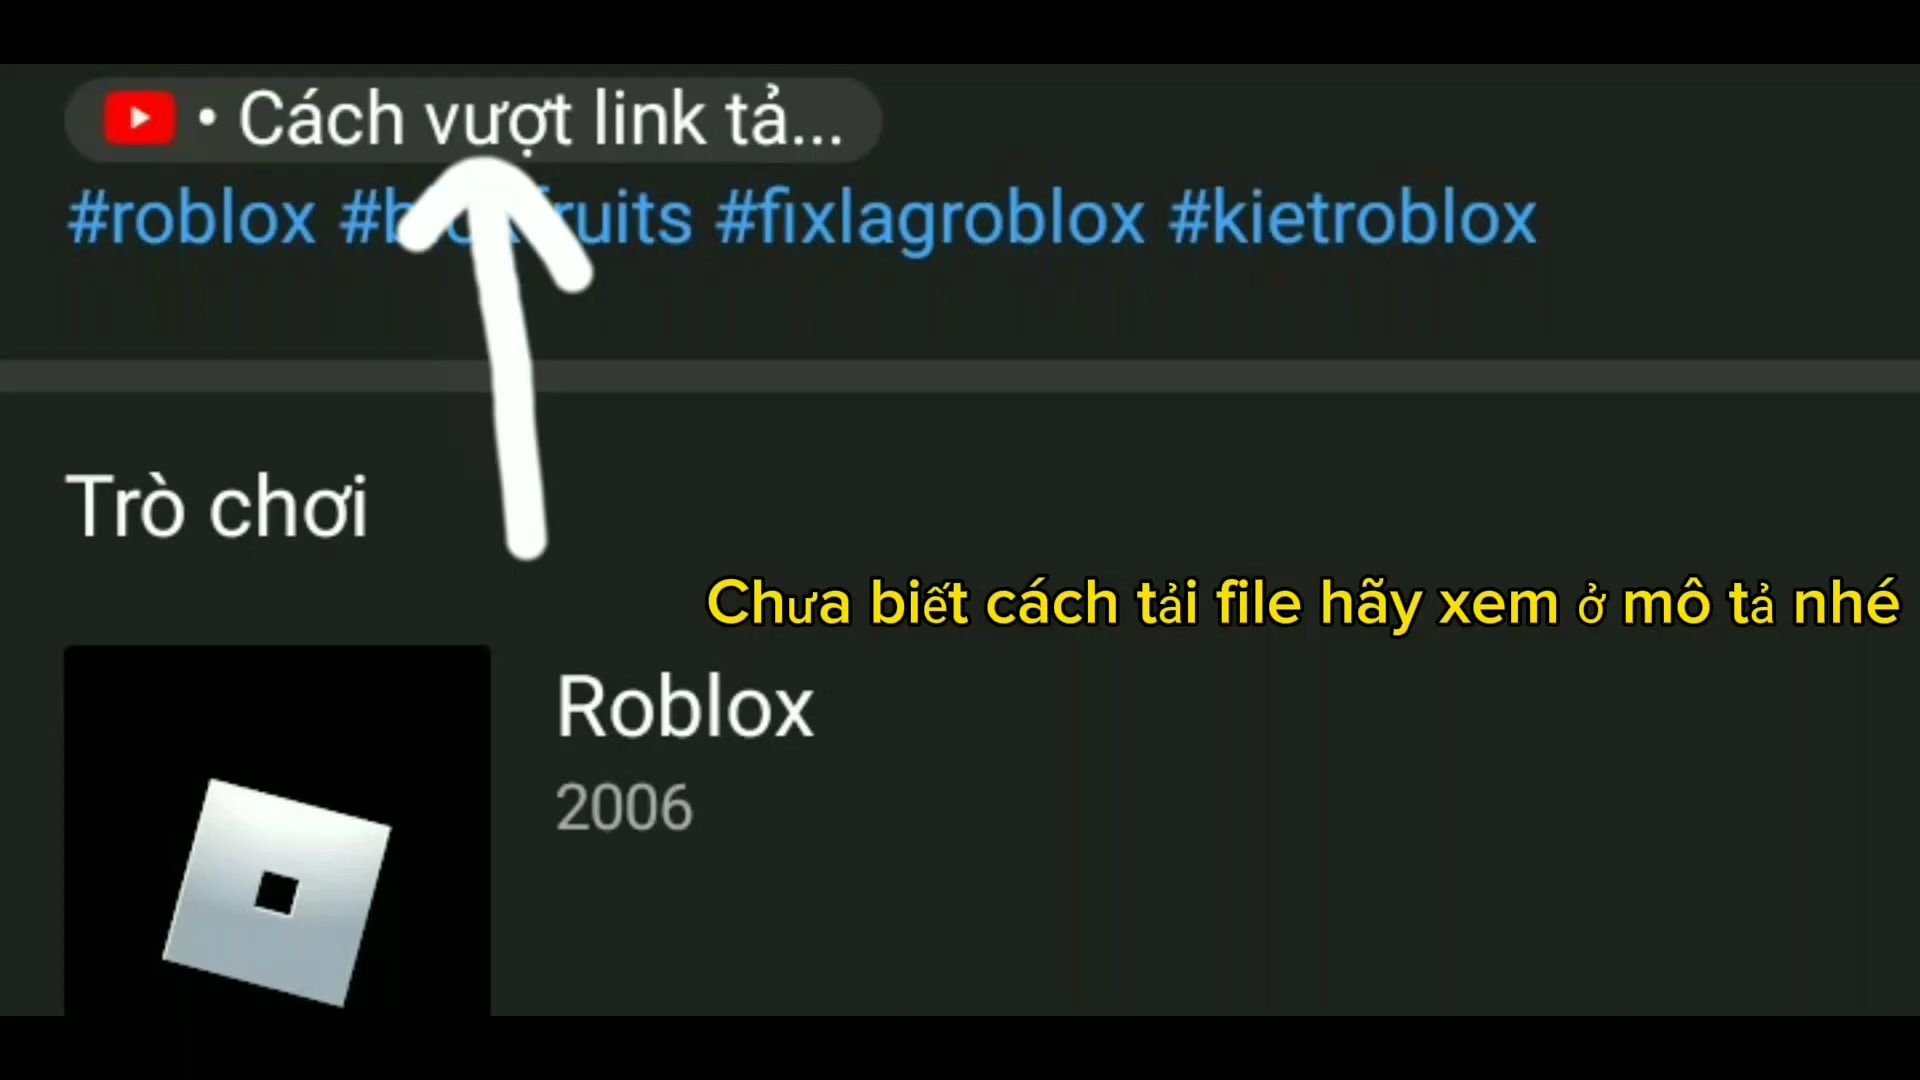 • Cách vượt link tả...
#roblox #fixlagroblox #kietroblox
Trò chơi
Chưa biết cách tải file hãy xem ở mô tả nhé
Roblox
2006